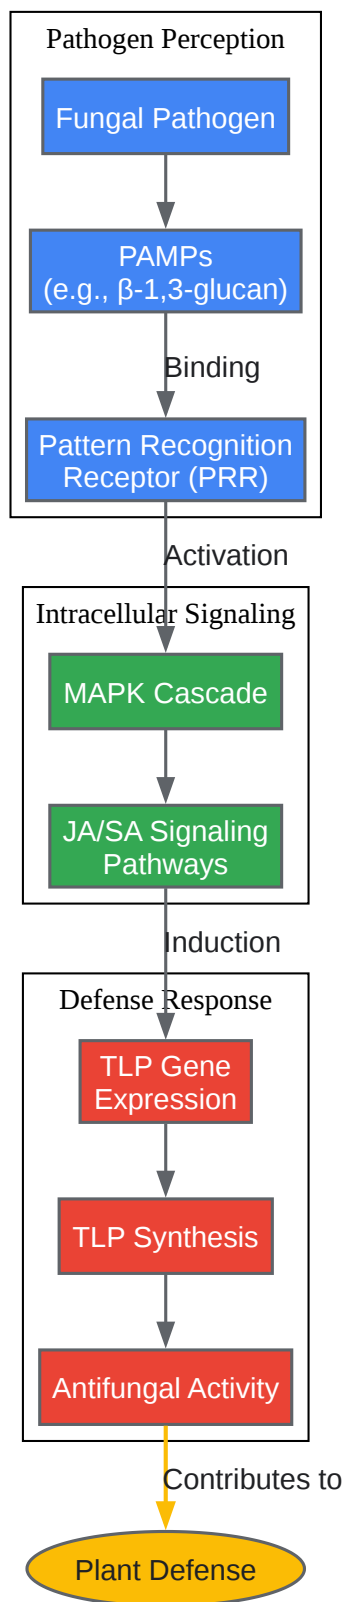 Pathogen Perception
Fungal Pathogen
PAMPs
(e.g., β-1,3-glucan)
Binding
Pattern Recognition
Receptor (PRR)
Activation
Intracellular Signaling
MAPK Cascade
JA/SA Signaling
Pathways
Induction
Defense Response
TLP Gene
Expression
TLP Synthesis
Antifungal Activity
Contributes to
Plant Defense